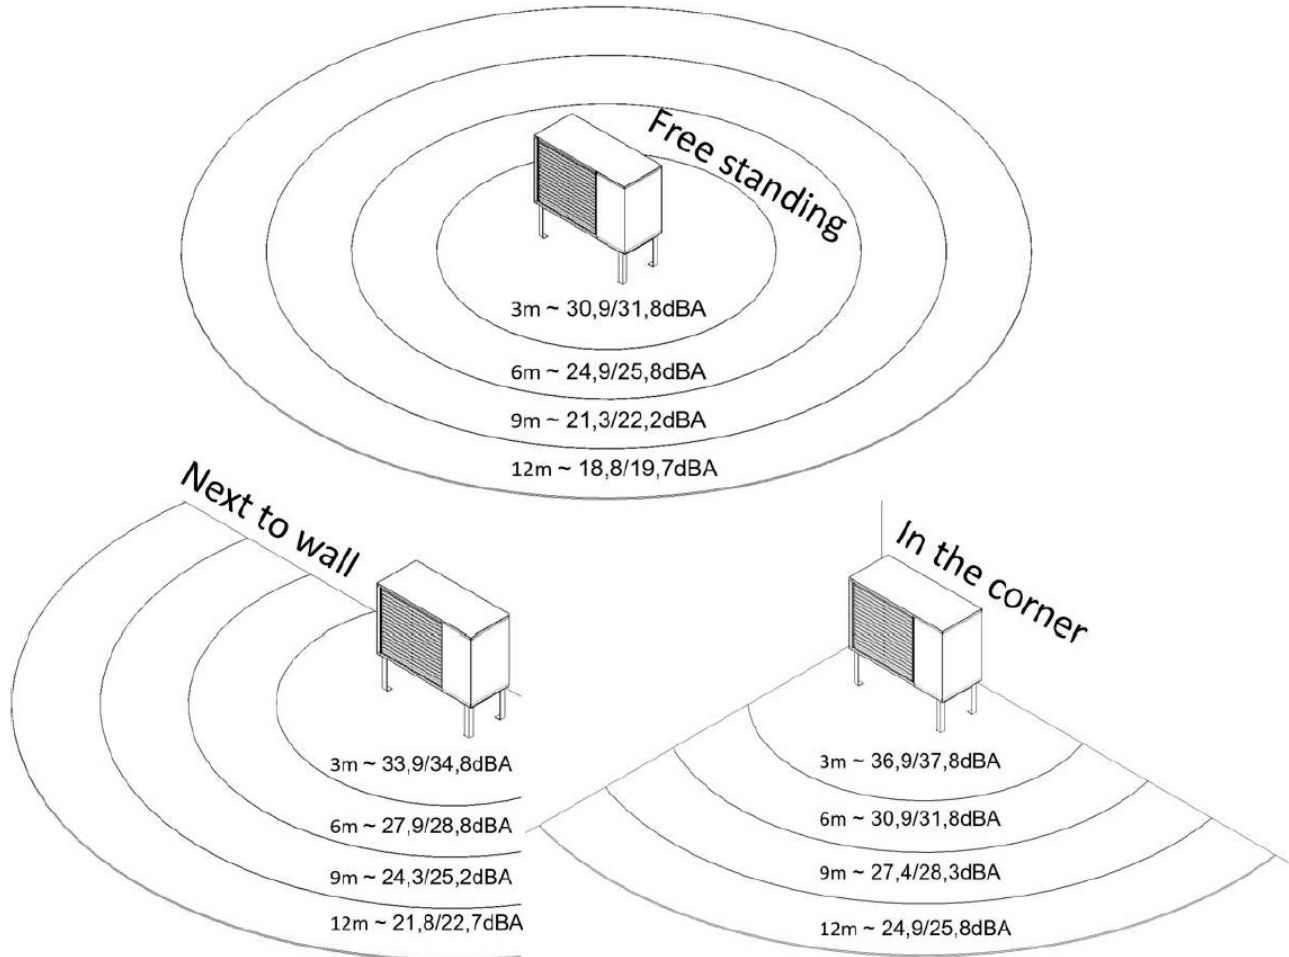 Free standing
3m ~ 30,9/31,8dBA
6m ~ 24,9/25,8dBA
9m ~ 21,3/22,2dBA
12m ~ 18,8/19,7dBA
Next to wall
3m ~ 33,9/34,8dBA
6m ~ 27,9/28,8dBA
9m ~ 24,3/25,2dBA
12m ~ 21,8/22,7dBA
In the corner
3m ~ 36,9/37,8dBA
6m ~ 30,9/31,8dBA
9m ~ 27,4/28,3dBA
12m ~ 24,9/25,8dBA